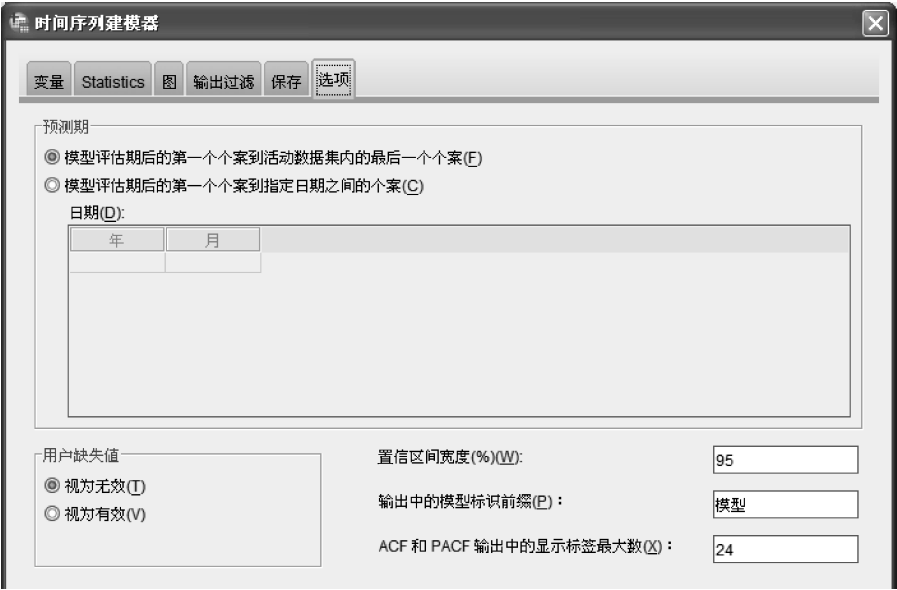 时间序列建模器
变量 Statistics 图 输出过滤 保存 选项
预测期
模型评估期后的第一个个案到活动数据集内的最后一个个案(F)
模型评估期后的第一个个案到指定日期之间的个案(C)
日期(D):
年 月
用户缺失值
视为无效(T)
视为有效(V)
置信区间宽度(%)(W): 95
输出中的模型标识前缀(P): 模型
ACF 和 PACF 输出中的显示标签最大数(X): 24